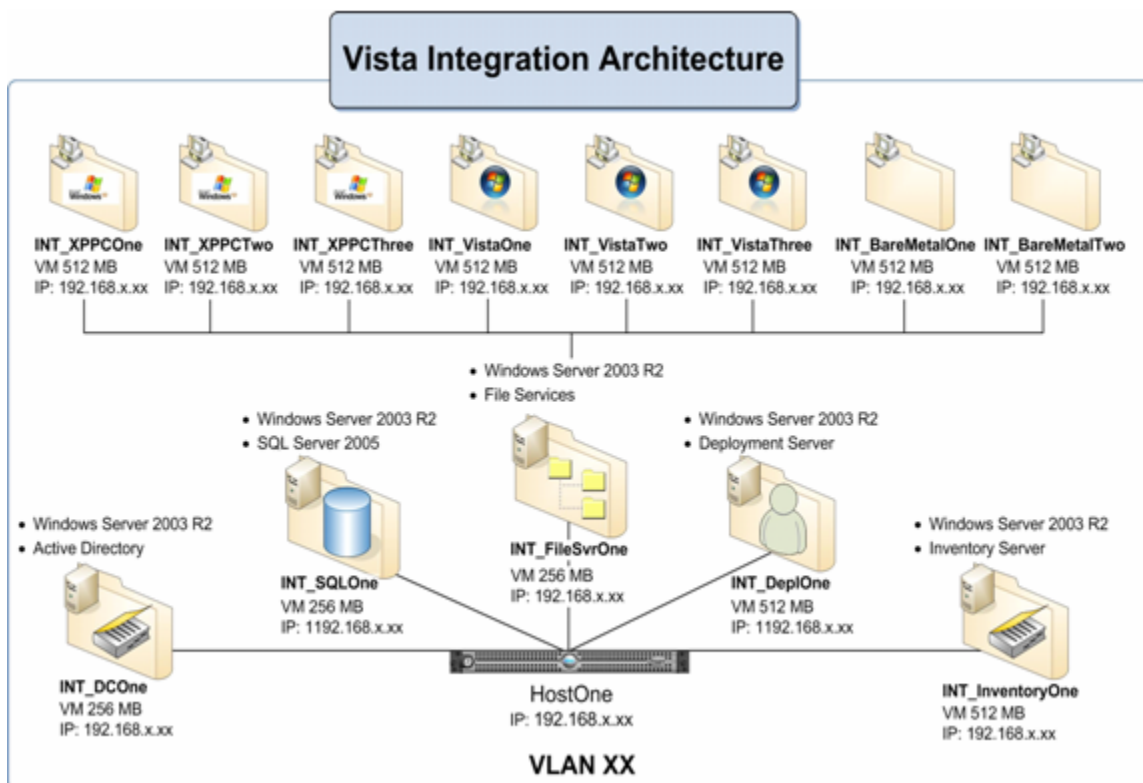 Vista Integration Architecture
INT_XPPCOne
VM 512 MB
IP: 192.168.x.xx
INT_XPPCTwo
VM 512 MB
IP: 192.168.x.xx
INT_XPPCThree
VM 512 MB
IP: 192.168.x.xx
INT_VistaOne
VM 512 MB
IP: 192.168.x.xx
INT_VistaTwo
VM 512 MB
IP: 192.168.x.xx
INT_VistaThree
VM 512 MB
IP: 192.168.x.xx
INT_BareMetalOne
VM 512 MB
IP: 192.168.x.xx
INT_BareMetalTwo
VM 512 MB
IP: 192.168.x.xx
Windows
Windows
Windows
• Windows Server 2003 R2
• File Services
INT_FileSvrOne
VM 256 MB
IP: 192.168.x.xx
• Windows Server 2003 R2
• SQL Server 2005
INT_SQLOne
VM 256 MB
IP: 1192.168.x.xx
• Windows Server 2003 R2
• Deployment Server
INT_DeplOne
VM 512 MB
IP: 1192.168.x.xx
• Windows Server 2003 R2
• Active Directory
INT_DCOne
VM 256 MB
IP: 192.168.x.xx
• Windows Server 2003 R2
• Inventory Server
INT_InventoryOne
VM 512 MB
IP: 192.168.x.xx
HostOne
IP: 192.168.x.xx
VLAN XX